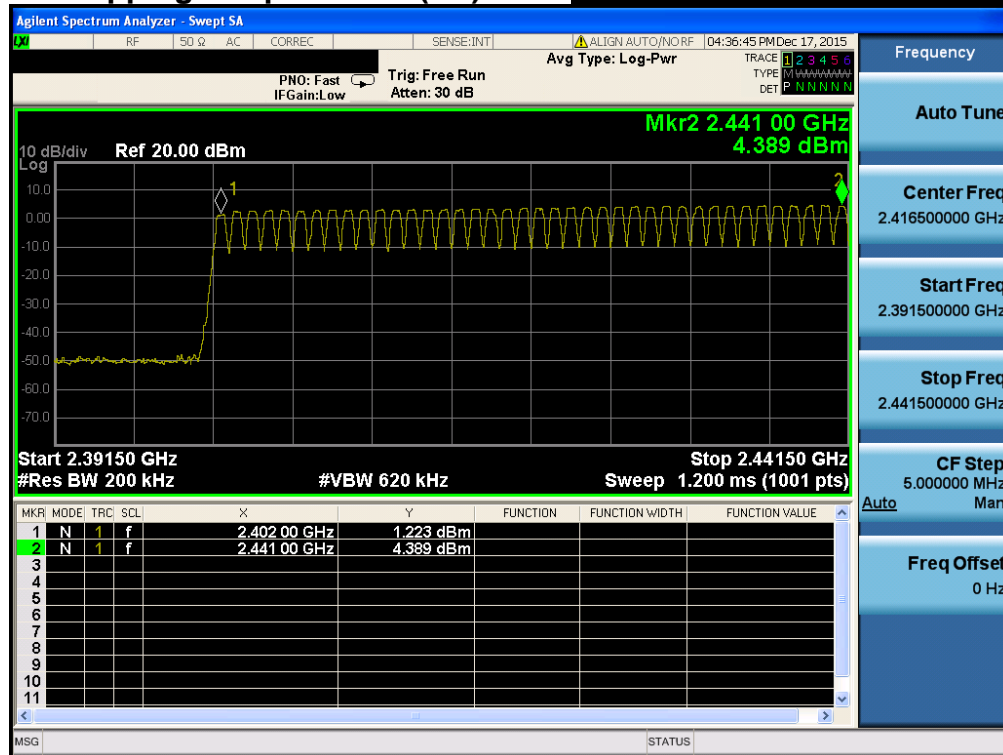 Agilent Spectrum Analyzer - Swept SA
LXI RF 50 Ω AC CORREC SENSE:INT ALIGN AUTO/NO RF 04:36:45 PM Dec 17, 2015
Frequency
Avg Type: Log-Pwr
TRACE 1 2 3 4 5 6
TYPE M WWWWW
DET P N N N N N
PNO: Fast
IFGain:Low
Trig: Free Run
Atten: 30 dB
Auto Tune
Mkr2 2.441 00 GHz
4.389 dBm
10 dB/div Ref 20.00 dBm
Log
10.0
0.00
-10.0
-20.0
-30.0
-40.0
-50.0
-60.0
-70.0
1
2
Center Freq
2.416500000 GHz
Start Freq
2.391500000 GHz
Stop Freq
2.441500000 GHz
Start 2.39150 GHz
Stop 2.44150 GHz
#Res BW 200 kHz
#VBW 620 kHz
Sweep 1.200 ms (1001 pts)
CF Step
5.000000 MHz
Auto Man
MKR MODE TRC SCL X Y FUNCTION FUNCTION WIDTH FUNCTION VALUE
1 N 1 f 2.402 00 GHz 1.223 dBm
2 N 1 f 2.441 00 GHz 4.389 dBm
3
4
5
6
7
8
9
10
11
Freq Offset
0 Hz
MSG
STATUS